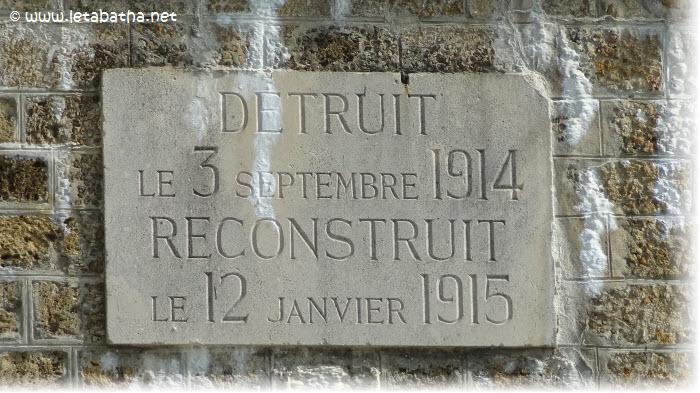 © www.letabatha.net
DETRUIT
LE 3 SEPTEMBRE 1914
RECONSTRUIT
LE 12 JANVIER 1915